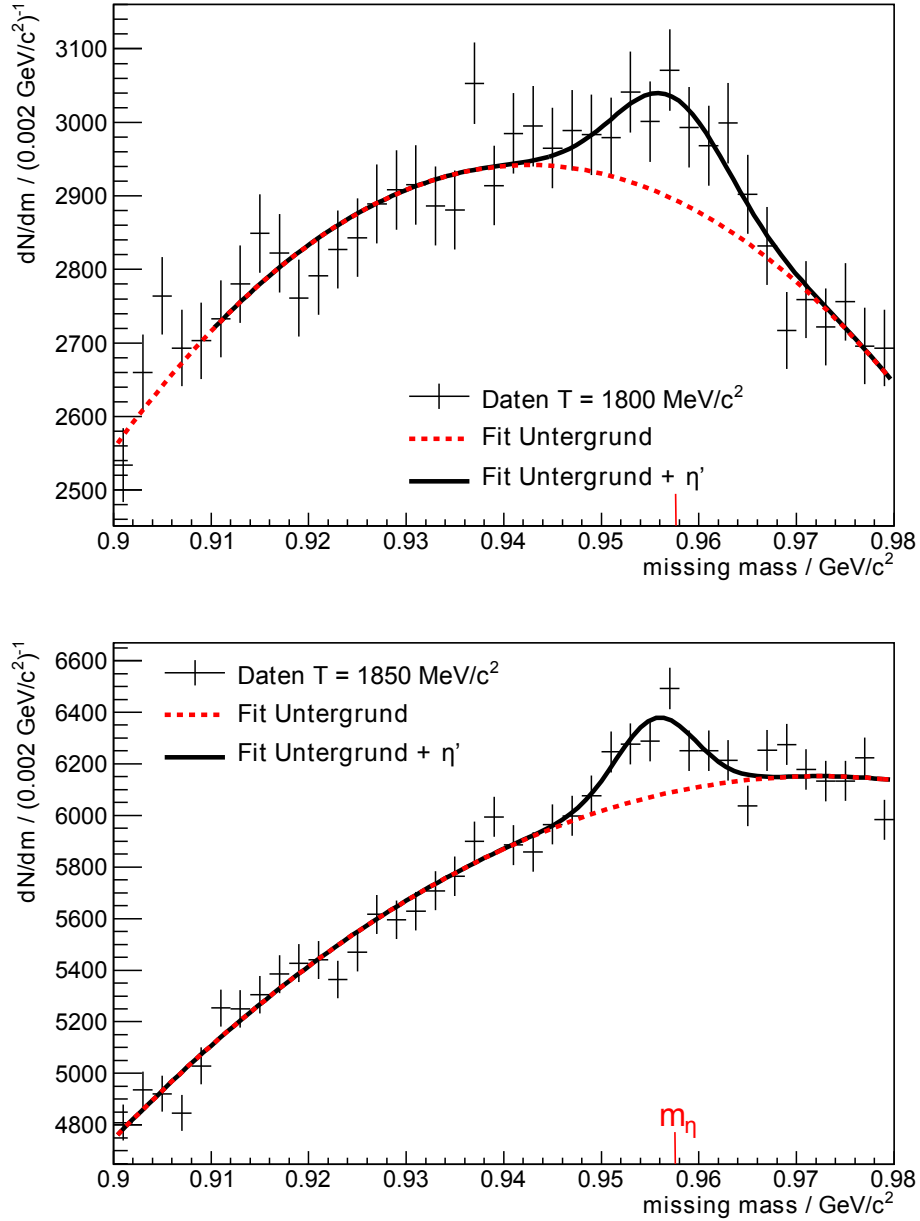 dN/dm / (0.002 GeV/c²)⁻¹
3100
3000
2900
2800
2700
2600
2500
Daten T = 1800 MeV/c²
Fit Untergrund
Fit Untergrund + η’
0.9 0.91 0.92 0.93 0.94 0.95 0.96 0.97 0.98
missing mass / GeV/c²
dN/dm / (0.002 GeV/c²)⁻¹
6600
6400
6200
6000
5800
5600
5400
5200
5000
4800
Daten T = 1850 MeV/c²
Fit Untergrund
Fit Untergrund + η’
m_η
0.9 0.91 0.92 0.93 0.94 0.95 0.96 0.97 0.98
missing mass / GeV/c²